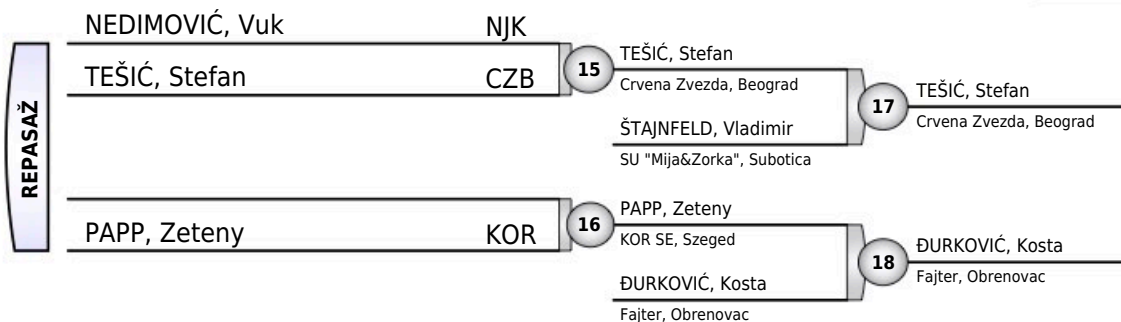 REPASAŽ
NEDIMOVIĆ, Vuk NJK
TEŠIĆ, Stefan CZB
15
TEŠIĆ, Stefan
Crvena Zvezda, Beograd
ŠTAJNFELD, Vladimir
SU "Mija&Zorka", Subotica
17
TEŠIĆ, Stefan
Crvena Zvezda, Beograd
PAPP, Zeteny KOR
16
PAPP, Zeteny
KOR SE, Szeged
ĐURKOVIĆ, Kosta
Fajter, Obrenovac
18
ĐURKOVIĆ, Kosta
Fajter, Obrenovac